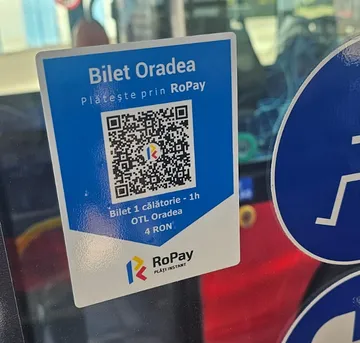 Bilet Oradea
Plătește prin RoPay
Bilet 1 călătorie - 1h
OTL Oradea
4 RON
RoPay
PLĂȚI INSTANT